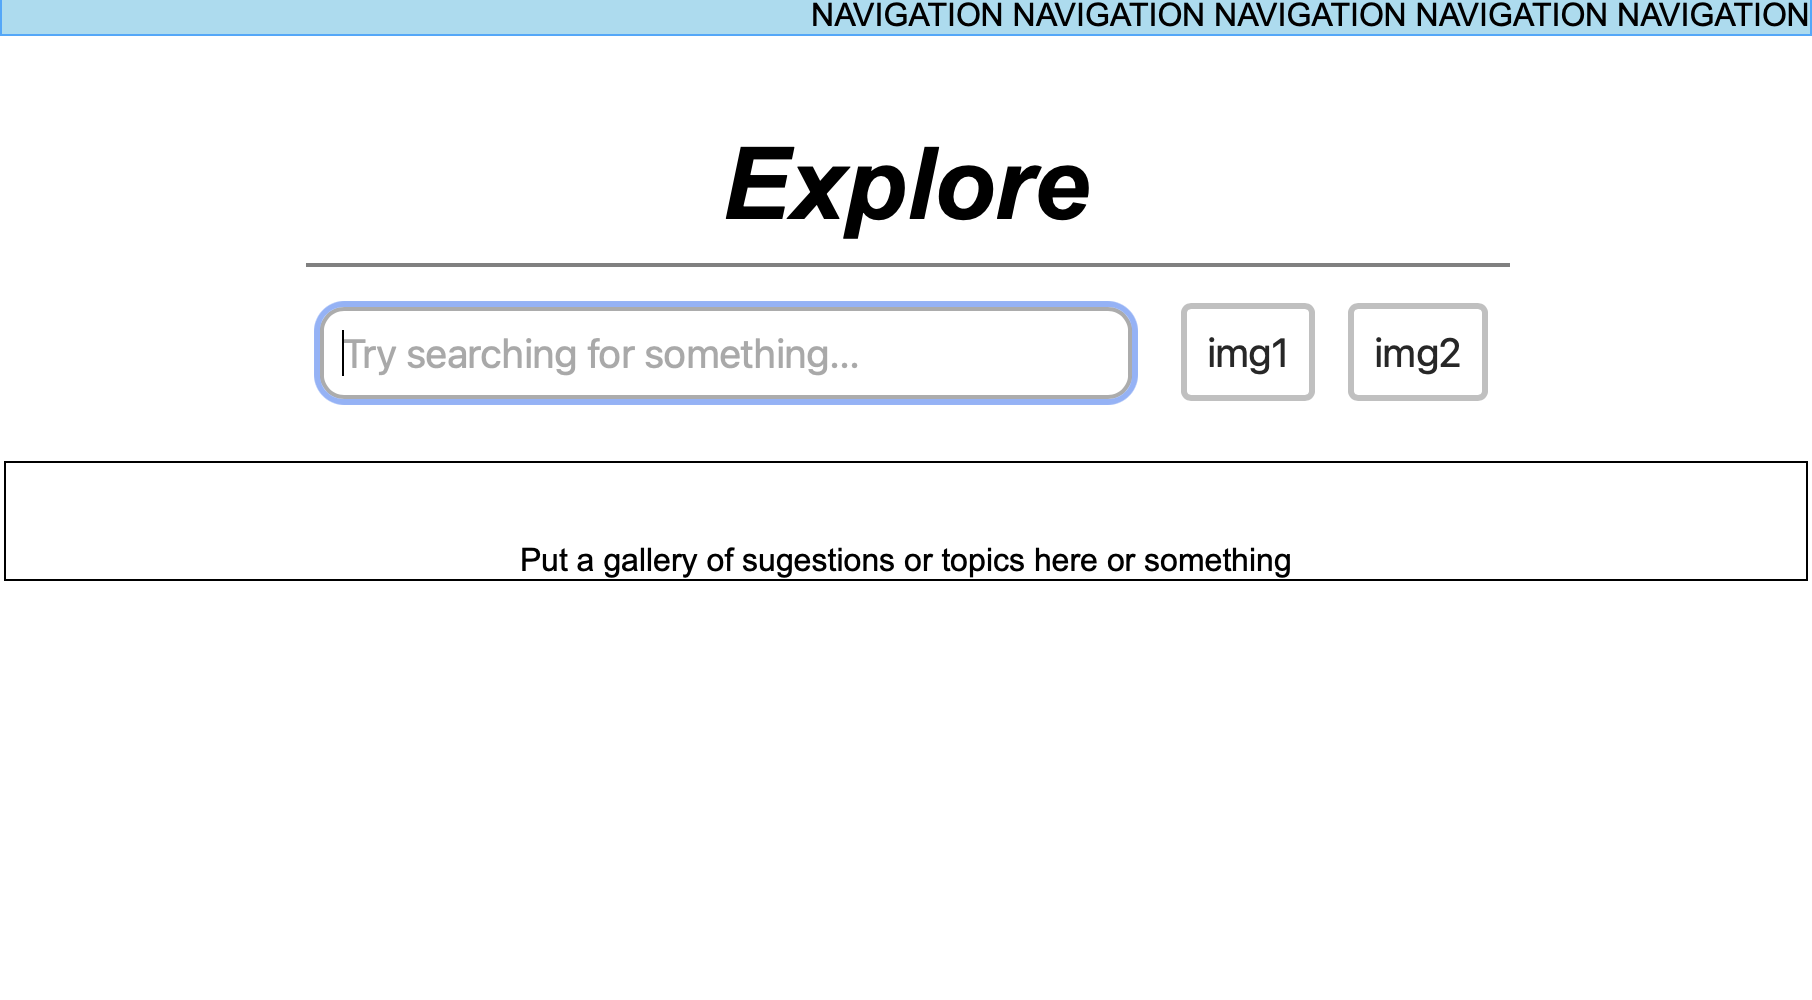 NAVIGATION NAVIGATION NAVIGATION NAVIGATION NAVIGATION
Explore
Try searching for something...
img1
img2
Put a gallery of sugestions or topics here or something